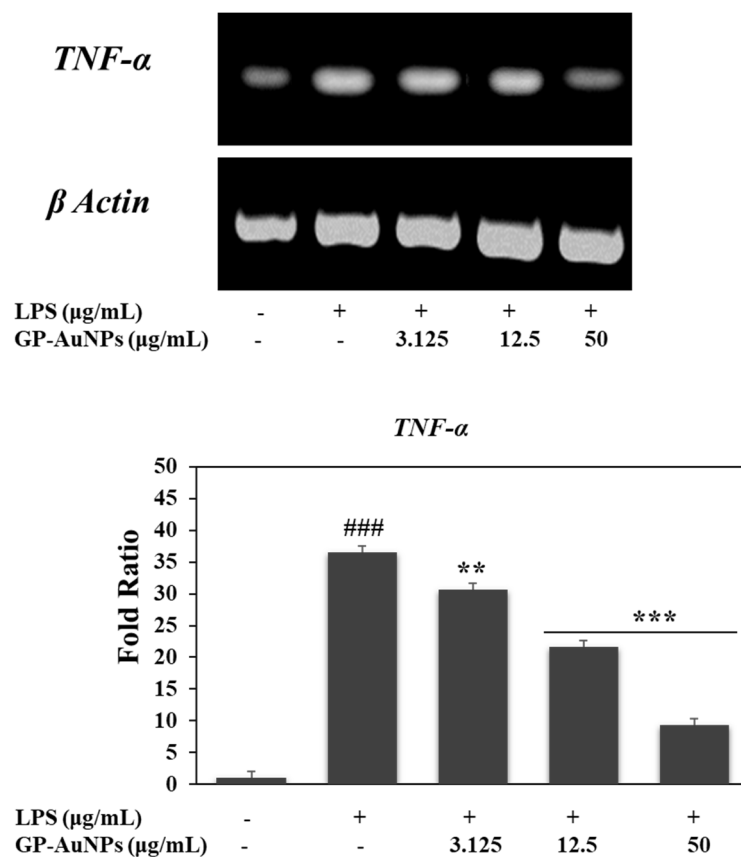 TNF-α
β Actin
LPS (µg/mL) - + + + +
GP-AuNPs (µg/mL) - - 3.125 12.5 50
TNF-α
50
45
40
35
30
25
20
15
10
5
0
Fold Ratio
###
**
***
LPS (µg/mL) - + + + +
GP-AuNPs (µg/mL) - - 3.125 12.5 50